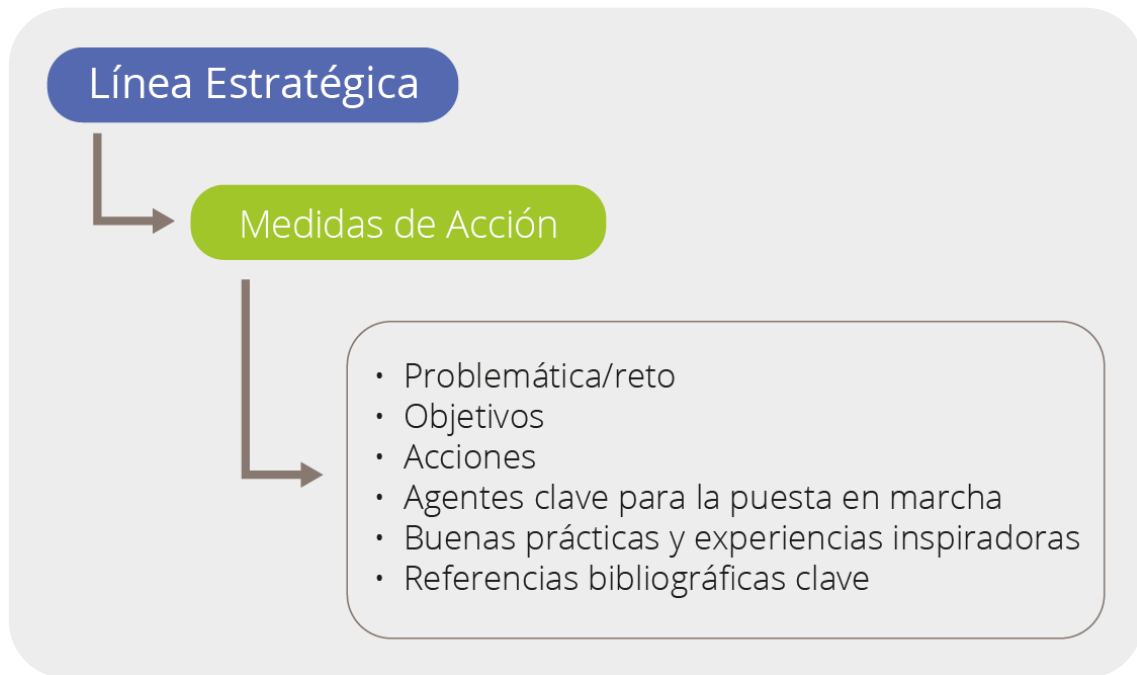 Línea Estratégica
Medidas de Acción
• Problemática/reto
• Objetivos
• Acciones
• Agentes clave para la puesta en marcha
• Buenas prácticas y experiencias inspiradoras
• Referencias bibliográficas clave